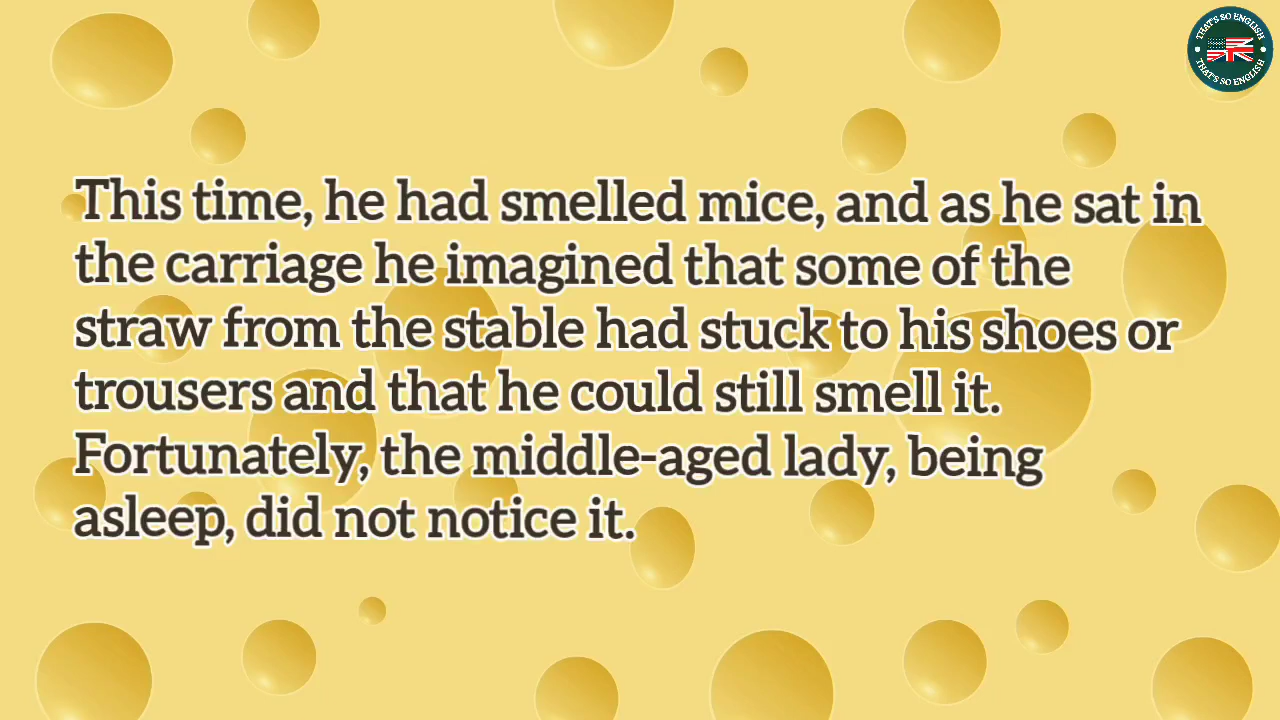 THAT'S SO ENGLISH
THAT'S SO ENGLISH
This time, he had smelled mice, and as he sat in
the carriage he imagined that some of the
straw from the stable had stuck to his shoes or
trousers and that he could still smell it.
Fortunately, the middle-aged lady, being
asleep, did not notice it.